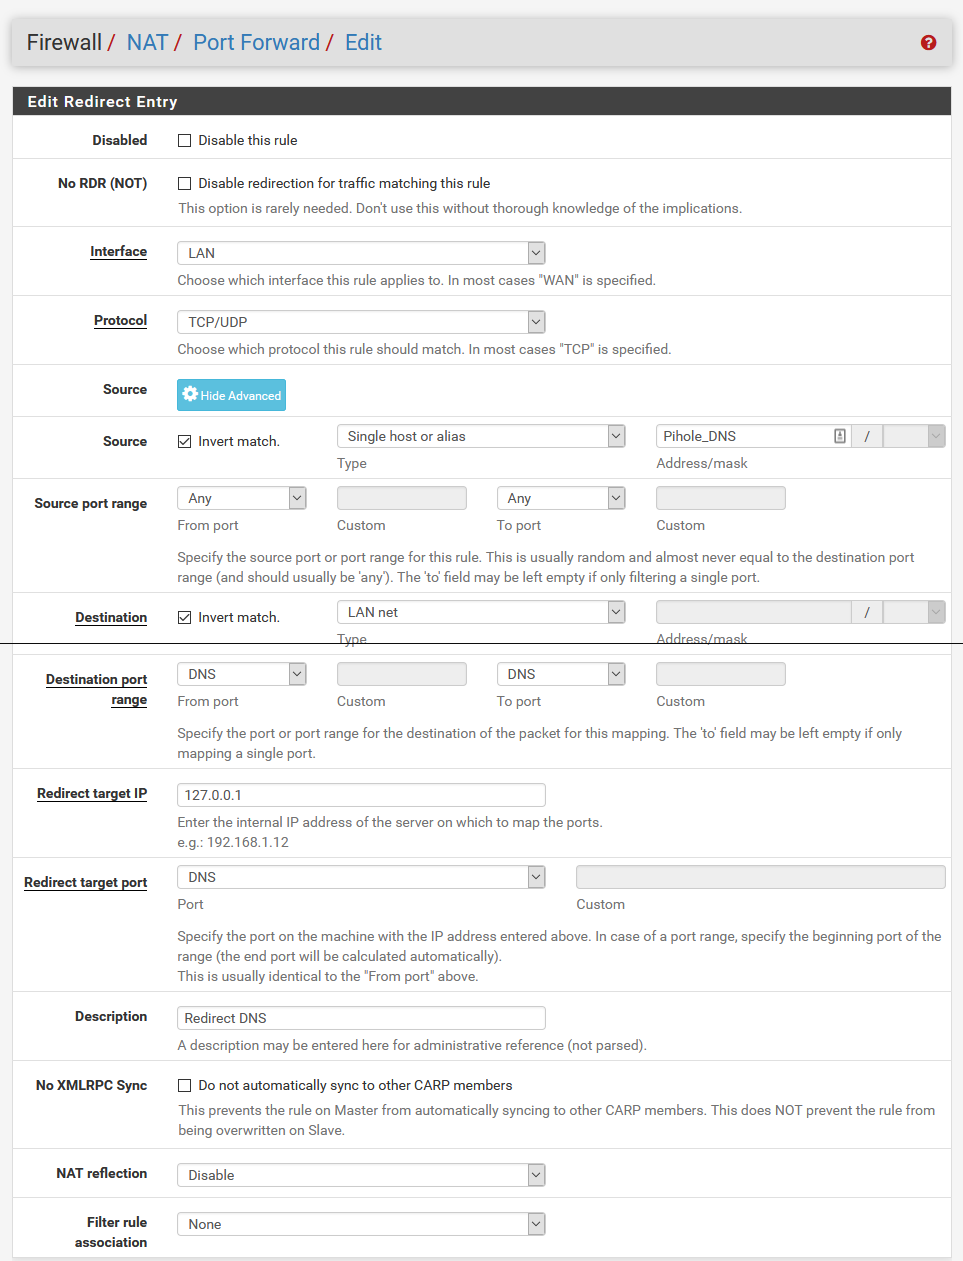 Firewall / NAT / Port Forward / Edit
Edit Redirect Entry
Disabled
Disable this rule
No RDR (NOT)
Disable redirection for traffic matching this rule
This option is rarely needed. Don't use this without thorough knowledge of the implications.
Interface
LAN
Choose which interface this rule applies to. In most cases "WAN" is specified.
Protocol
TCP/UDP
Choose which protocol this rule should match. In most cases "TCP" is specified.
Source
Hide Advanced
Source
Invert match.
Single host or alias
Pihole_DNS
/
Type
Address/mask
Source port range
Any
Any
From port
Custom
To port
Custom
Specify the source port or port range for this rule. This is usually random and almost never equal to the destination port
range (and should usually be 'any'). The 'to' field may be left empty if only filtering a single port.
Destination
Invert match.
LAN net
/
Type
Address/mask
Destination port
range
DNS
DNS
From port
Custom
To port
Custom
Specify the port or port range for the destination of the packet for this mapping. The 'to' field may be left empty if only
mapping a single port.
Redirect target IP
127.0.0.1
Enter the internal IP address of the server on which to map the ports.
e.g.: 192.168.1.12
Redirect target port
DNS
Port
Custom
Specify the port on the machine with the IP address entered above. In case of a port range, specify the beginning port of the
range (the end port will be calculated automatically).
This is usually identical to the "From port" above.
Description
Redirect DNS
A description may be entered here for administrative reference (not parsed).
No XMLRPC Sync
Do not automatically sync to other CARP members
This prevents the rule on Master from automatically syncing to other CARP members. This does NOT prevent the rule from
being overwritten on Slave.
NAT reflection
Disable
Filter rule
association
None